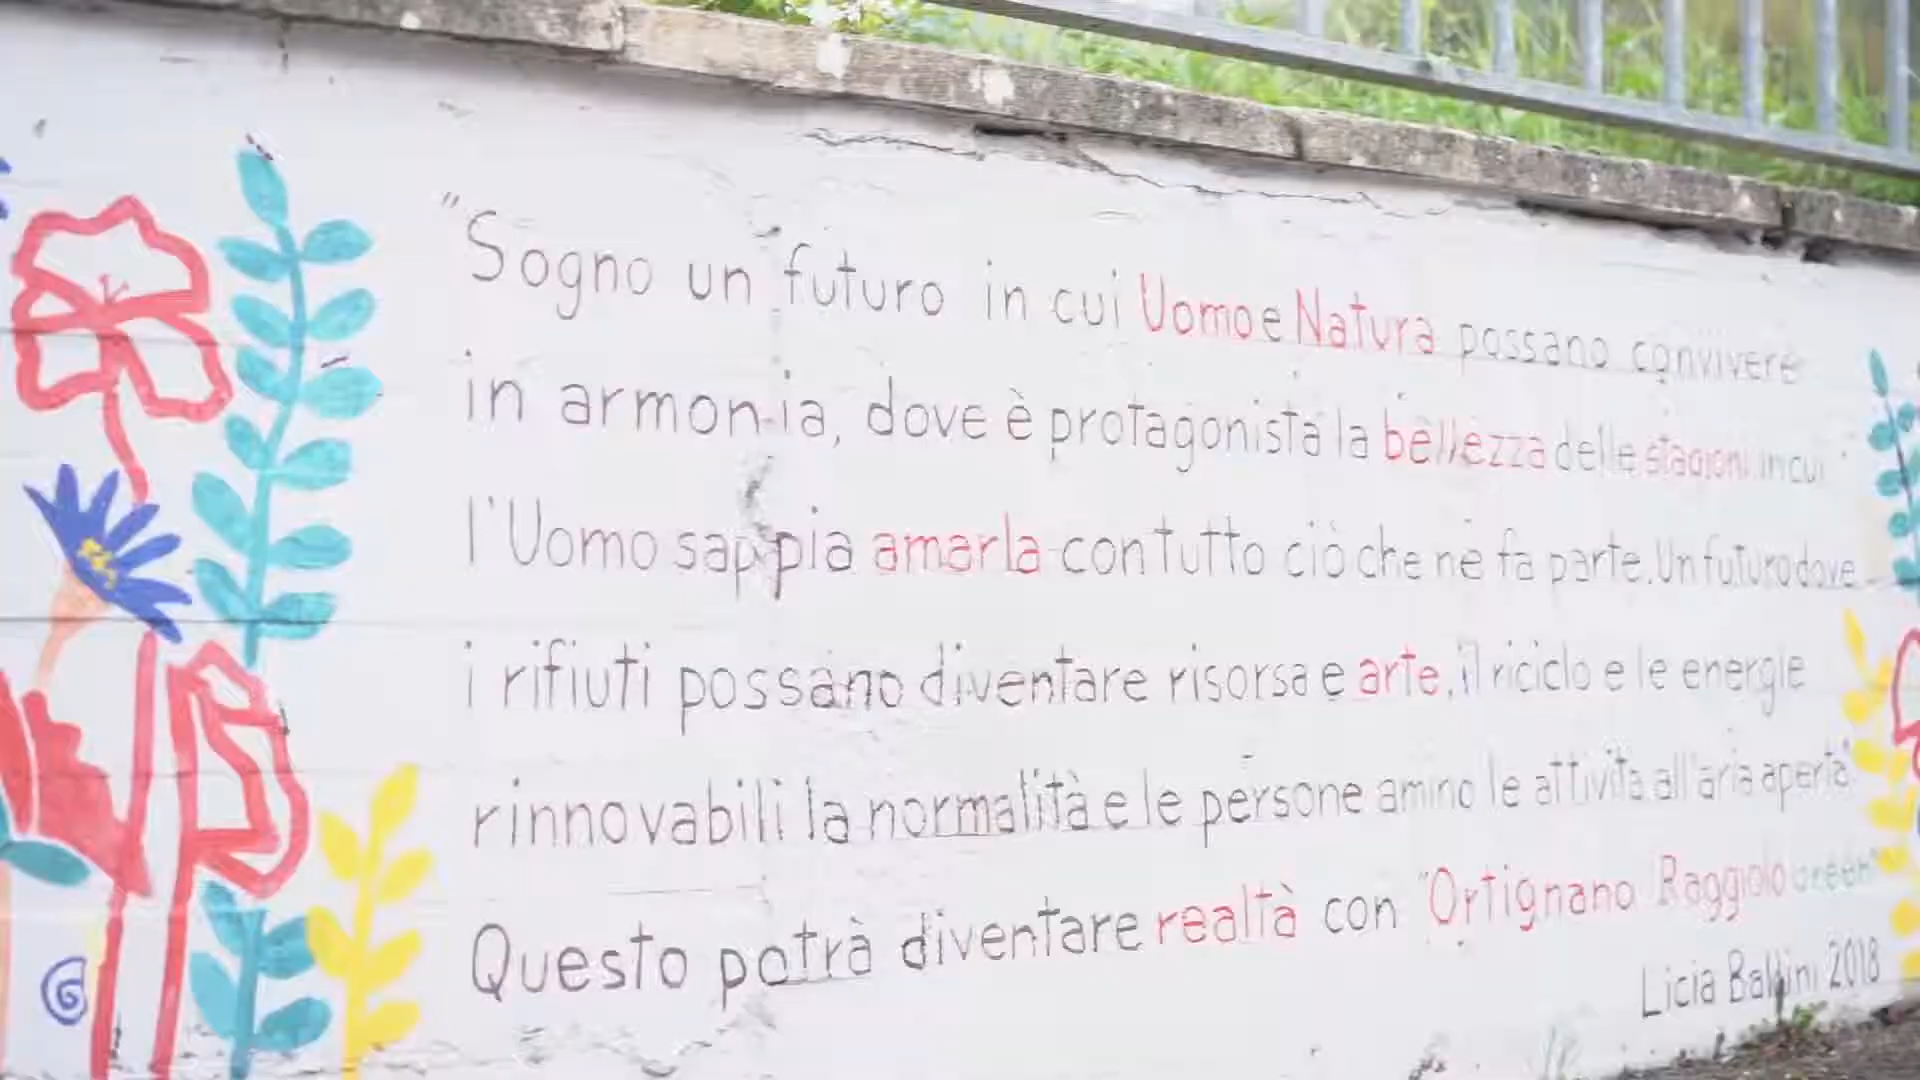 "Sogno un futuro in cui Uomo e Natura possano convivere
in armonia, dove è protagonista la bellezza delle stagioni in cui
l'Uomo sappia amarla con tutto ciò che ne fa parte. Un futuro dove
i rifiuti possano diventare risorsa e arte, il riciclo e le energie
rinnovabili la normalità e le persone amino le attività all'aria aperta"
Questo potrà diventare realtà con "Ortignano Raggiolo Green"
Licia Ballini 2018